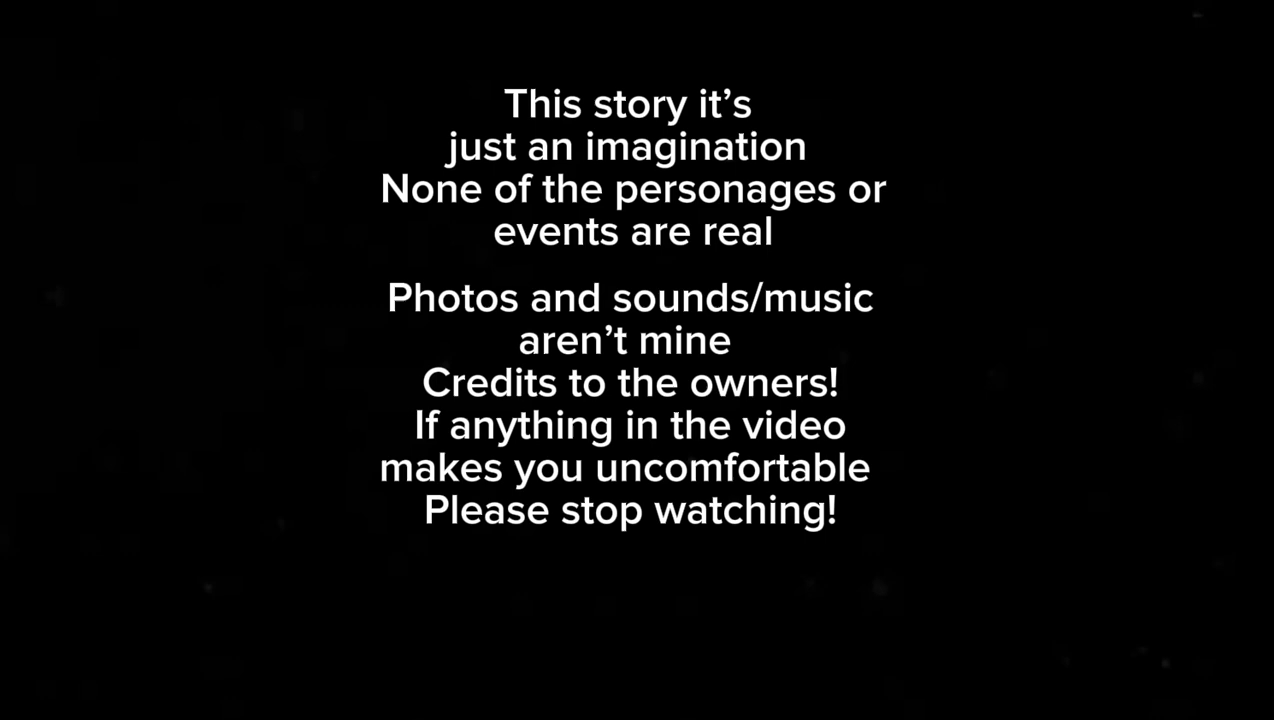 This story it’s
just an imagination
None of the personages or
events are real
Photos and sounds/music
aren’t mine
Credits to the owners!
If anything in the video
makes you uncomfortable
Please stop watching!